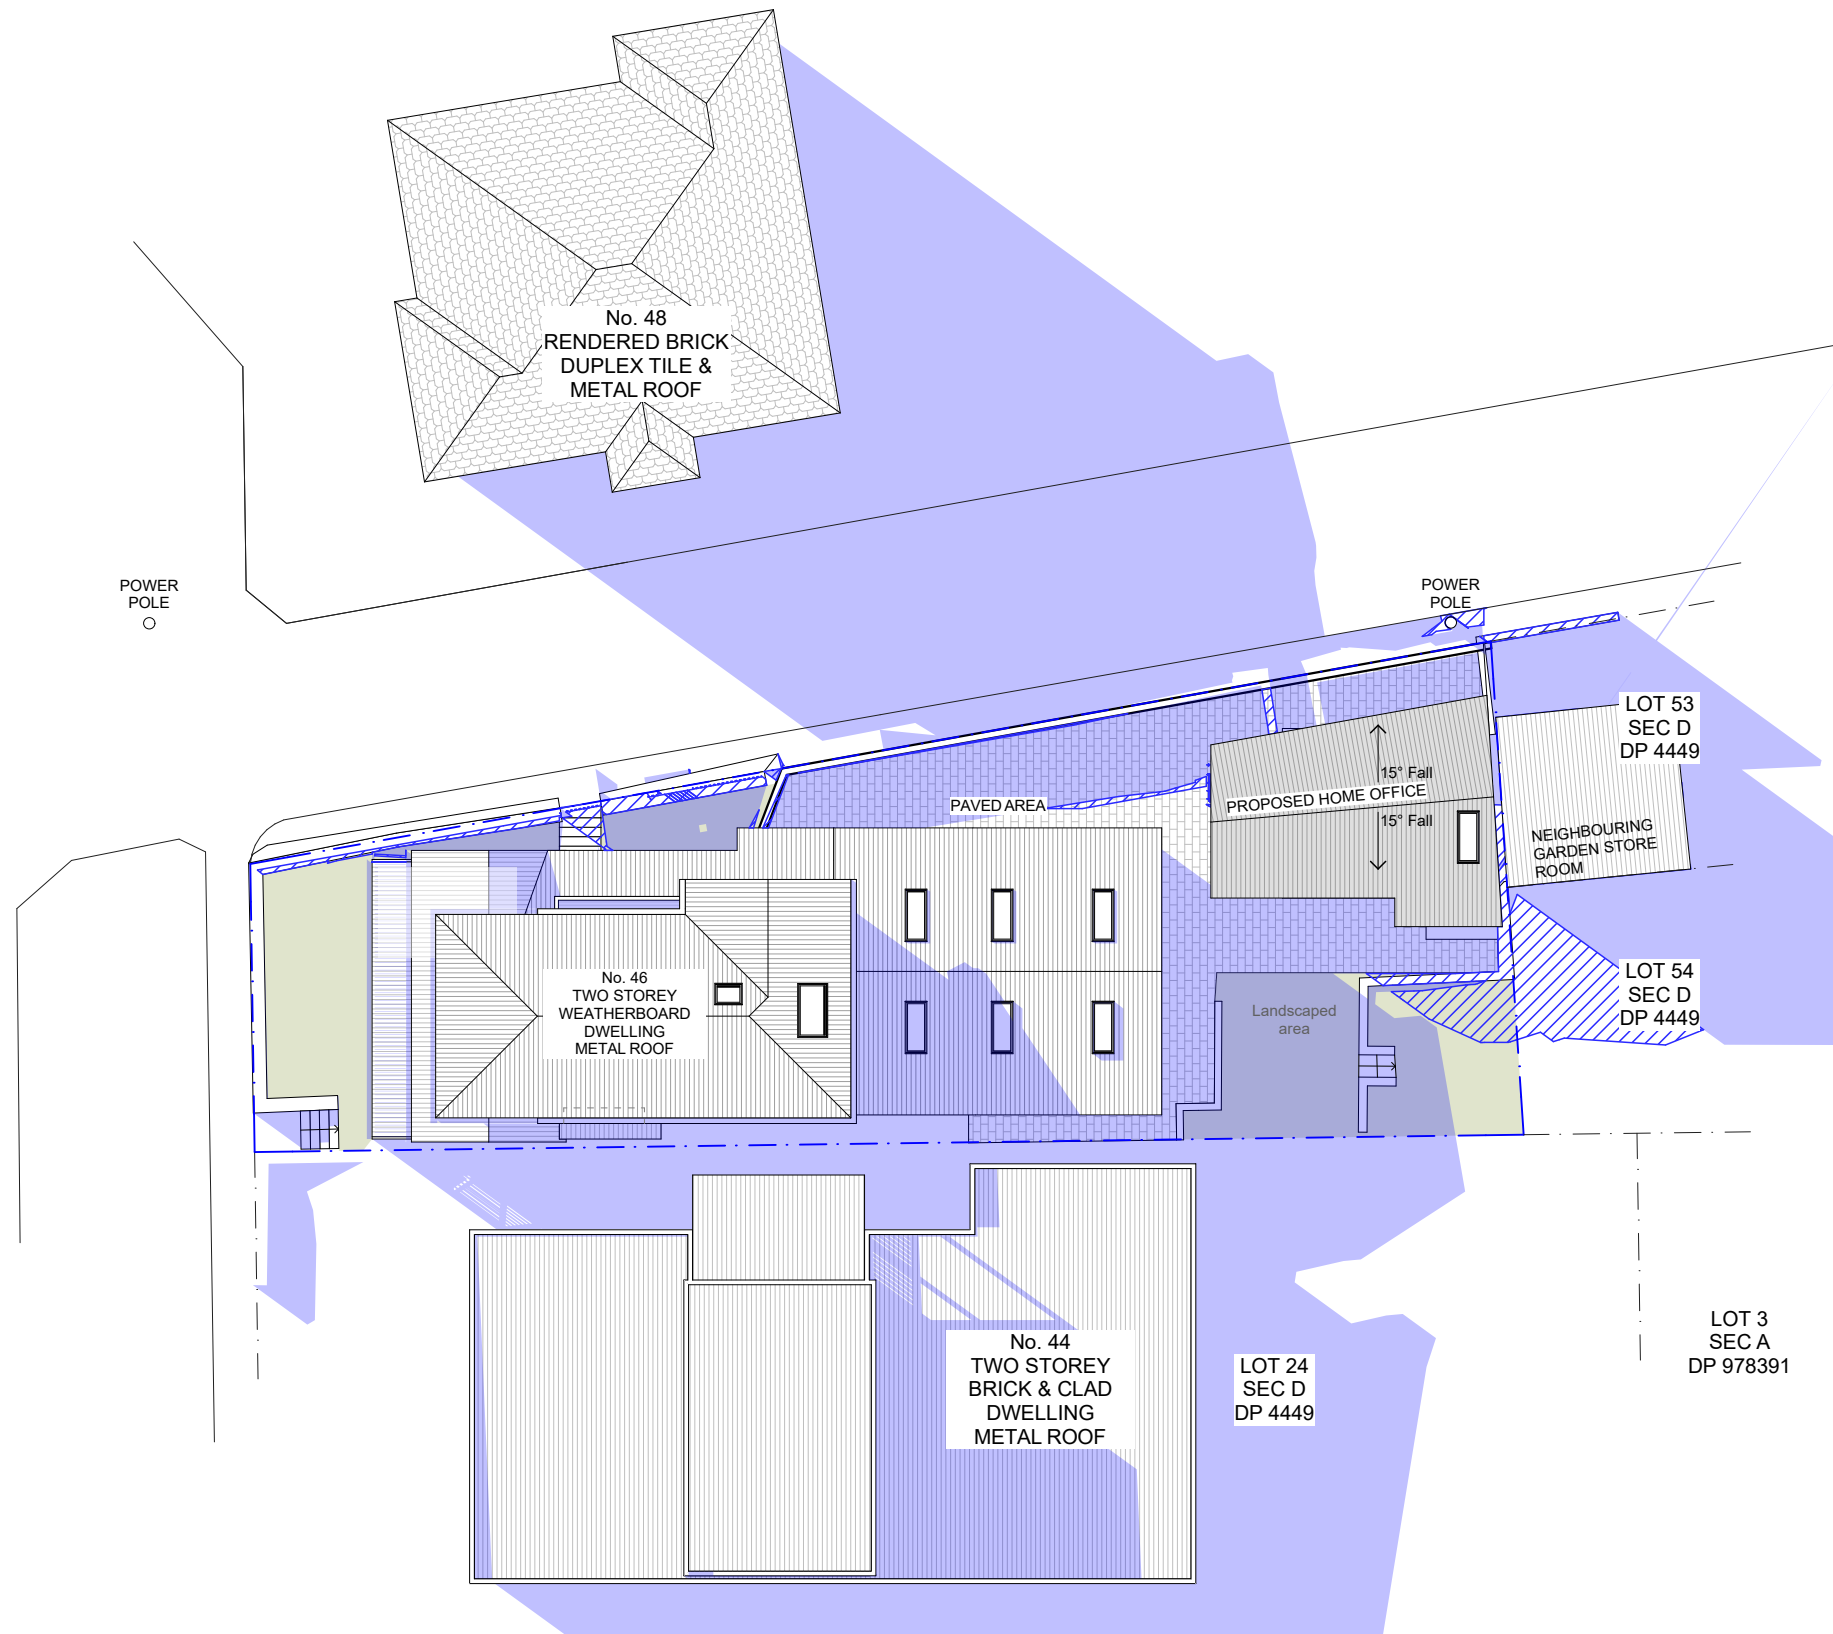 No. 48
RENDERED BRICK
DUPLEX TILE &
METAL ROOF
POWER
POLE
POWER
POLE
LOT 53
SEC D
DP 4449
15° Fall
PROPOSED HOME OFFICE
15° Fall
PAVED AREA
NEIGHBOURING
GARDEN STORE
ROOM
No. 46
TWO STOREY
WEATHERBOARD
DWELLING
METAL ROOF
Landscaped
area
LOT 54
SEC D
DP 4449
No. 44
TWO STOREY
BRICK & CLAD
DWELLING
METAL ROOF
LOT 24
SEC D
DP 4449
LOT 3
SEC A
DP 978391